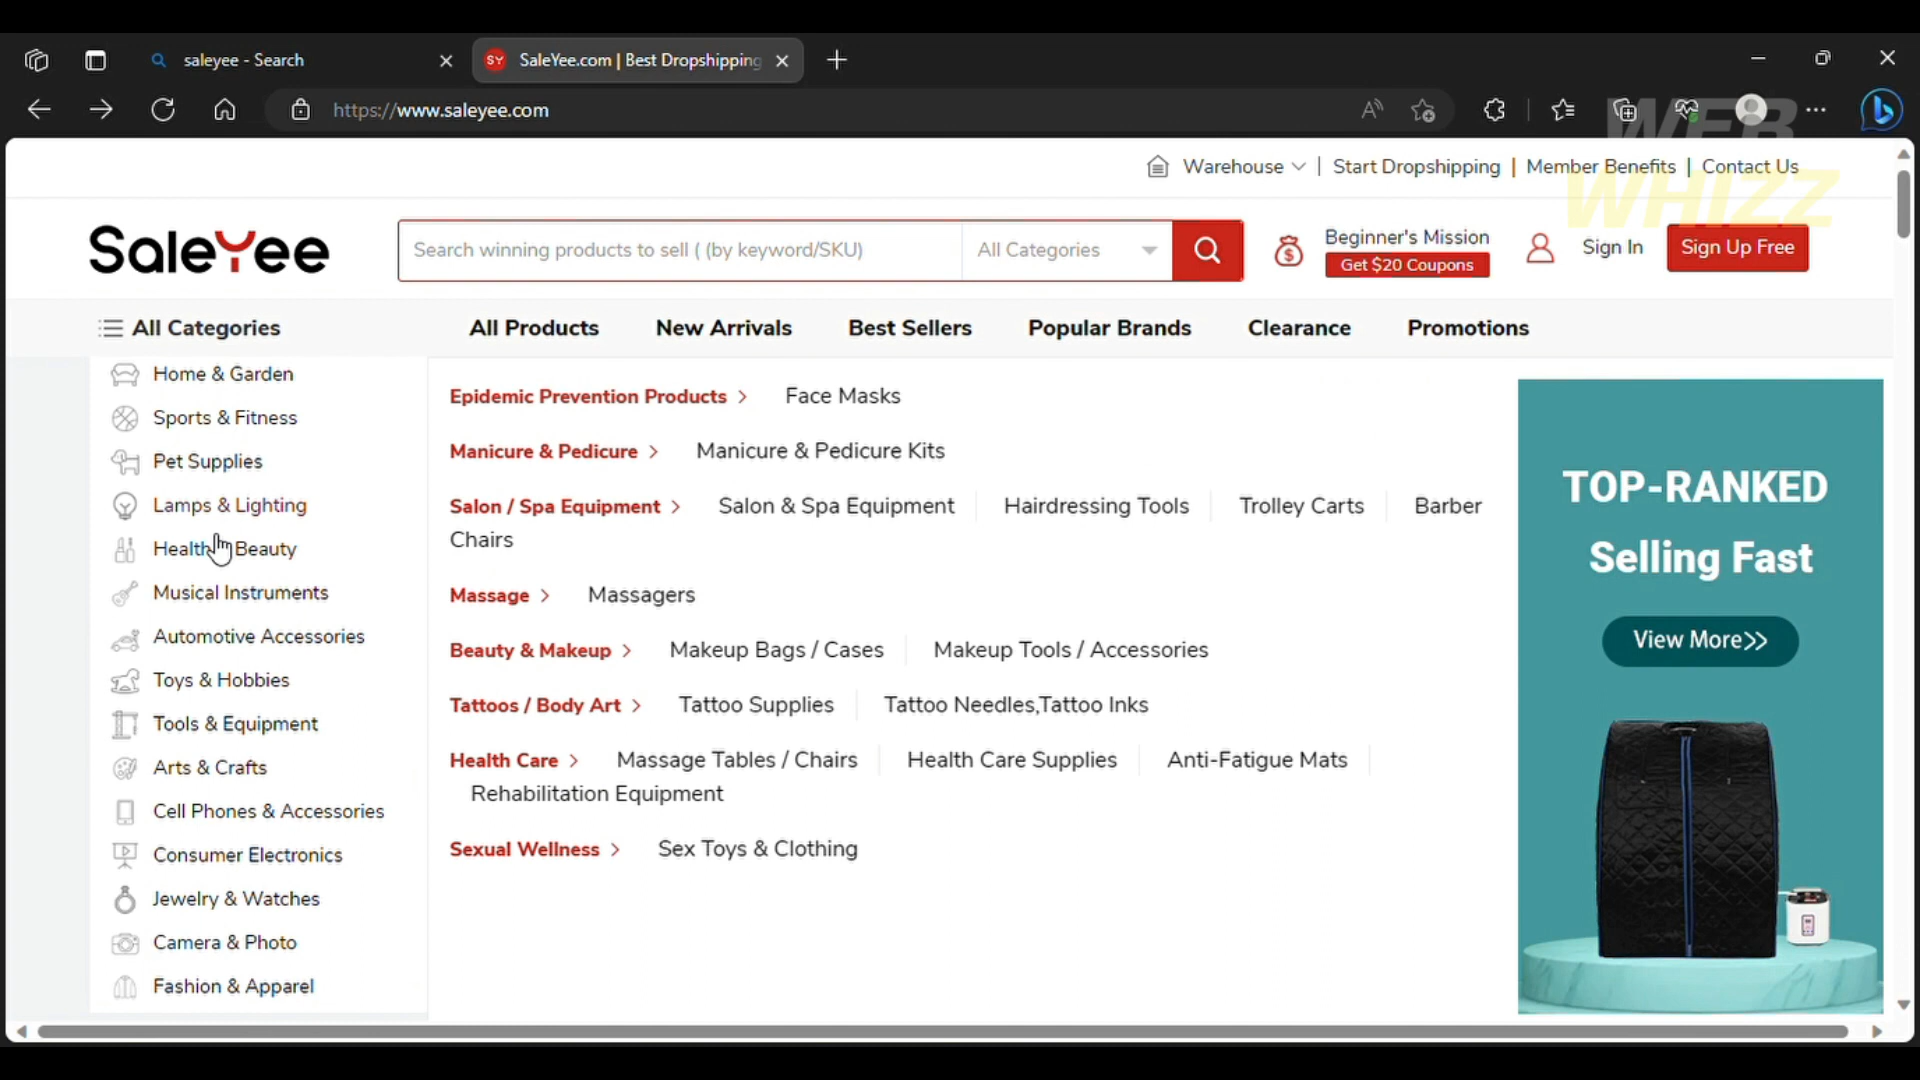 saleyee - Search
SY SaleYee.com | Best Dropshipping
https://www.saleyee.com
WEB
WHIZZ
Warehouse | Start Dropshipping | Member Benefits | Contact Us
SaleYee
Search winning products to sell ( (by keyword/SKU)
All Categories
Beginner's Mission
Get $20 Coupons
Sign In
Sign Up Free
All Categories
All Products
New Arrivals
Best Sellers
Popular Brands
Clearance
Promotions
Home & Garden
Sports & Fitness
Pet Supplies
Lamps & Lighting
Health Beauty
Musical Instruments
Automotive Accessories
Toys & Hobbies
Tools & Equipment
Arts & Crafts
Cell Phones & Accessories
Consumer Electronics
Jewelry & Watches
Camera & Photo
Fashion & Apparel
Epidemic Prevention Products > Face Masks
Manicure & Pedicure > Manicure & Pedicure Kits
Salon / Spa Equipment > Salon & Spa Equipment Hairdressing Tools Trolley Carts Barber
Chairs
Massage > Massagers
Beauty & Makeup > Makeup Bags / Cases Makeup Tools / Accessories
Tattoos / Body Art > Tattoo Supplies Tattoo Needles,Tattoo Inks
Health Care > Massage Tables / Chairs Health Care Supplies Anti-Fatigue Mats
Rehabilitation Equipment
Sexual Wellness > Sex Toys & Clothing
TOP-RANKED
Selling Fast
View More>>